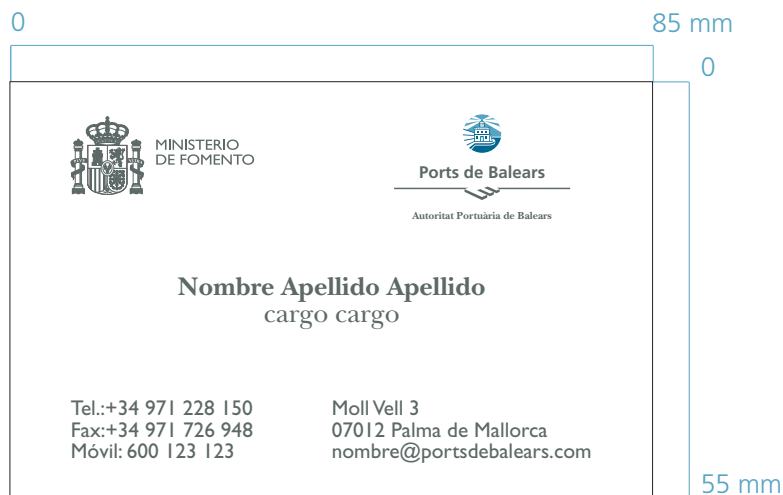 0
85 mm
0
MINISTERIO
DE FOMENTO
Ports de Balears
Autoritat Portuària de Balears
Nombre Apellido Apellido
cargo cargo
Tel.:+34 971 228 150
Fax:+34 971 726 948
Móvil: 600 123 123
Moll Vell 3
07012 Palma de Mallorca
nombre@portsdebalears.com
55 mm